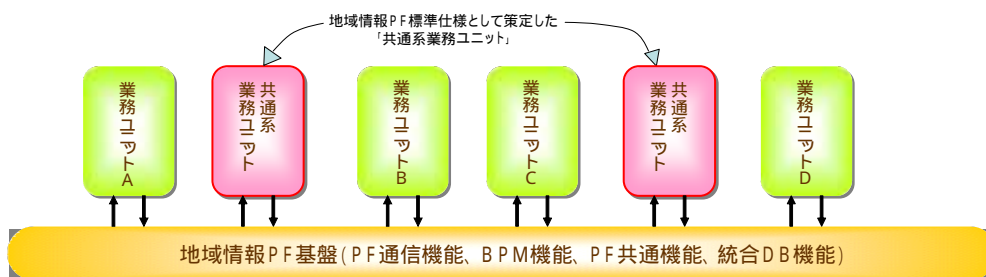 地域情報PF標準仕様として策定した
「共通系業務ユニット」
業務ユニットA
共通系
業務ユニット
業務ユニットB
業務ユニットC
共通系
業務ユニット
業務ユニットD
地域情報PF基盤(PF通信機能、BPM機能、PF共通機能、統合DB機能)